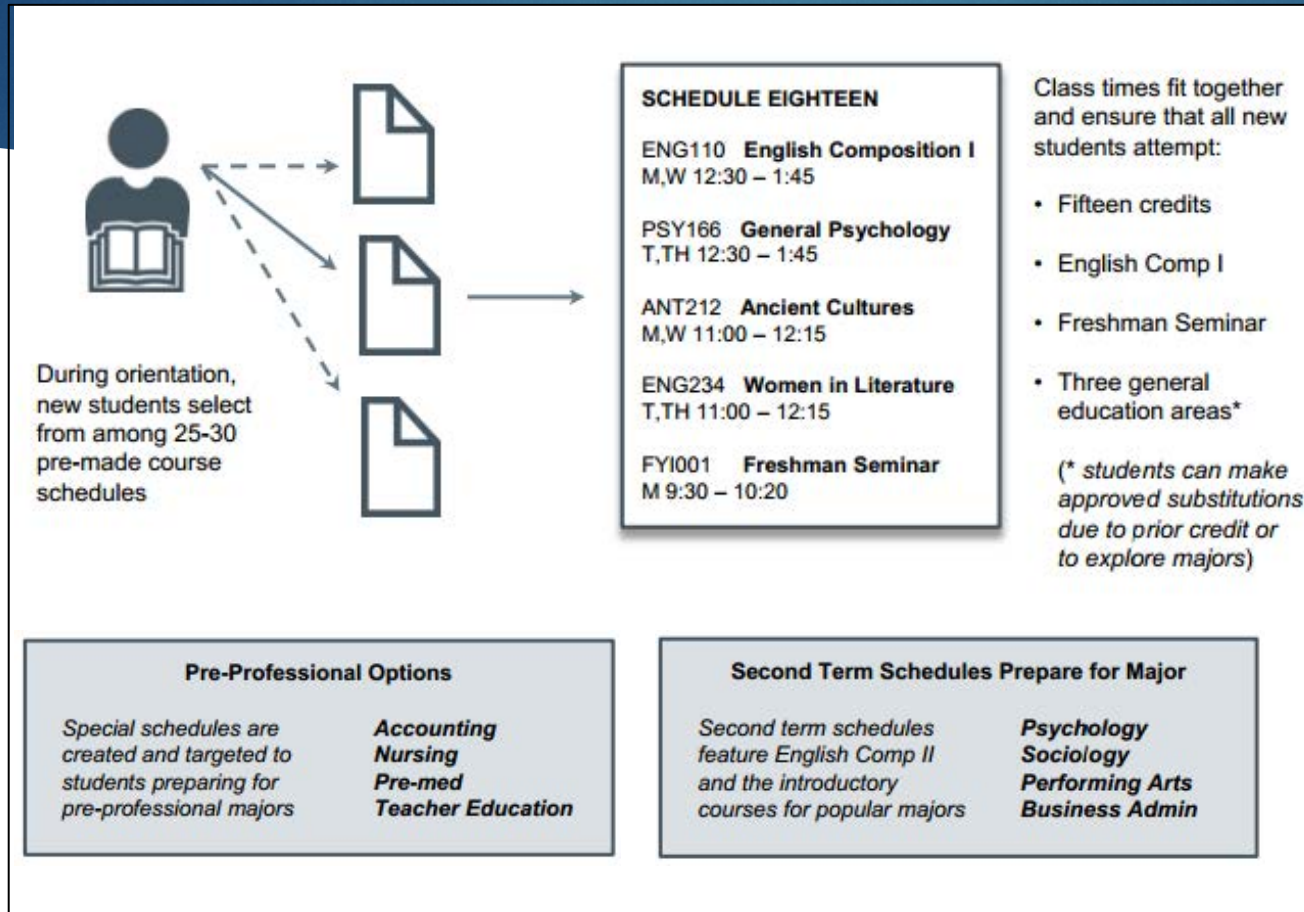 During orientation,
new students select
from among 25-30
pre-made course
schedules
SCHEDULE EIGHTEEN
ENG110 English Composition I
M,W 12:30 – 1:45
PSY166 General Psychology
T,TH 12:30 – 1:45
ANT212 Ancient Cultures
M,W 11:00 – 12:15
ENG234 Women in Literature
T,TH 11:00 – 12:15
FYI001 Freshman Seminar
M 9:30 – 10:20
Class times fit together
and ensure that all new
students attempt:
• Fifteen credits
• English Comp I
• Freshman Seminar
• Three general
education areas*
(* students can make
approved substitutions
due to prior credit or
to explore majors)
Pre-Professional Options
Special schedules are
created and targeted to
students preparing for
pre-professional majors
Accounting
Nursing
Pre-med
Teacher Education
Second Term Schedules Prepare for Major
Second term schedules
feature English Comp II
and the introductory
courses for popular majors
Psychology
Sociology
Performing Arts
Business Admin